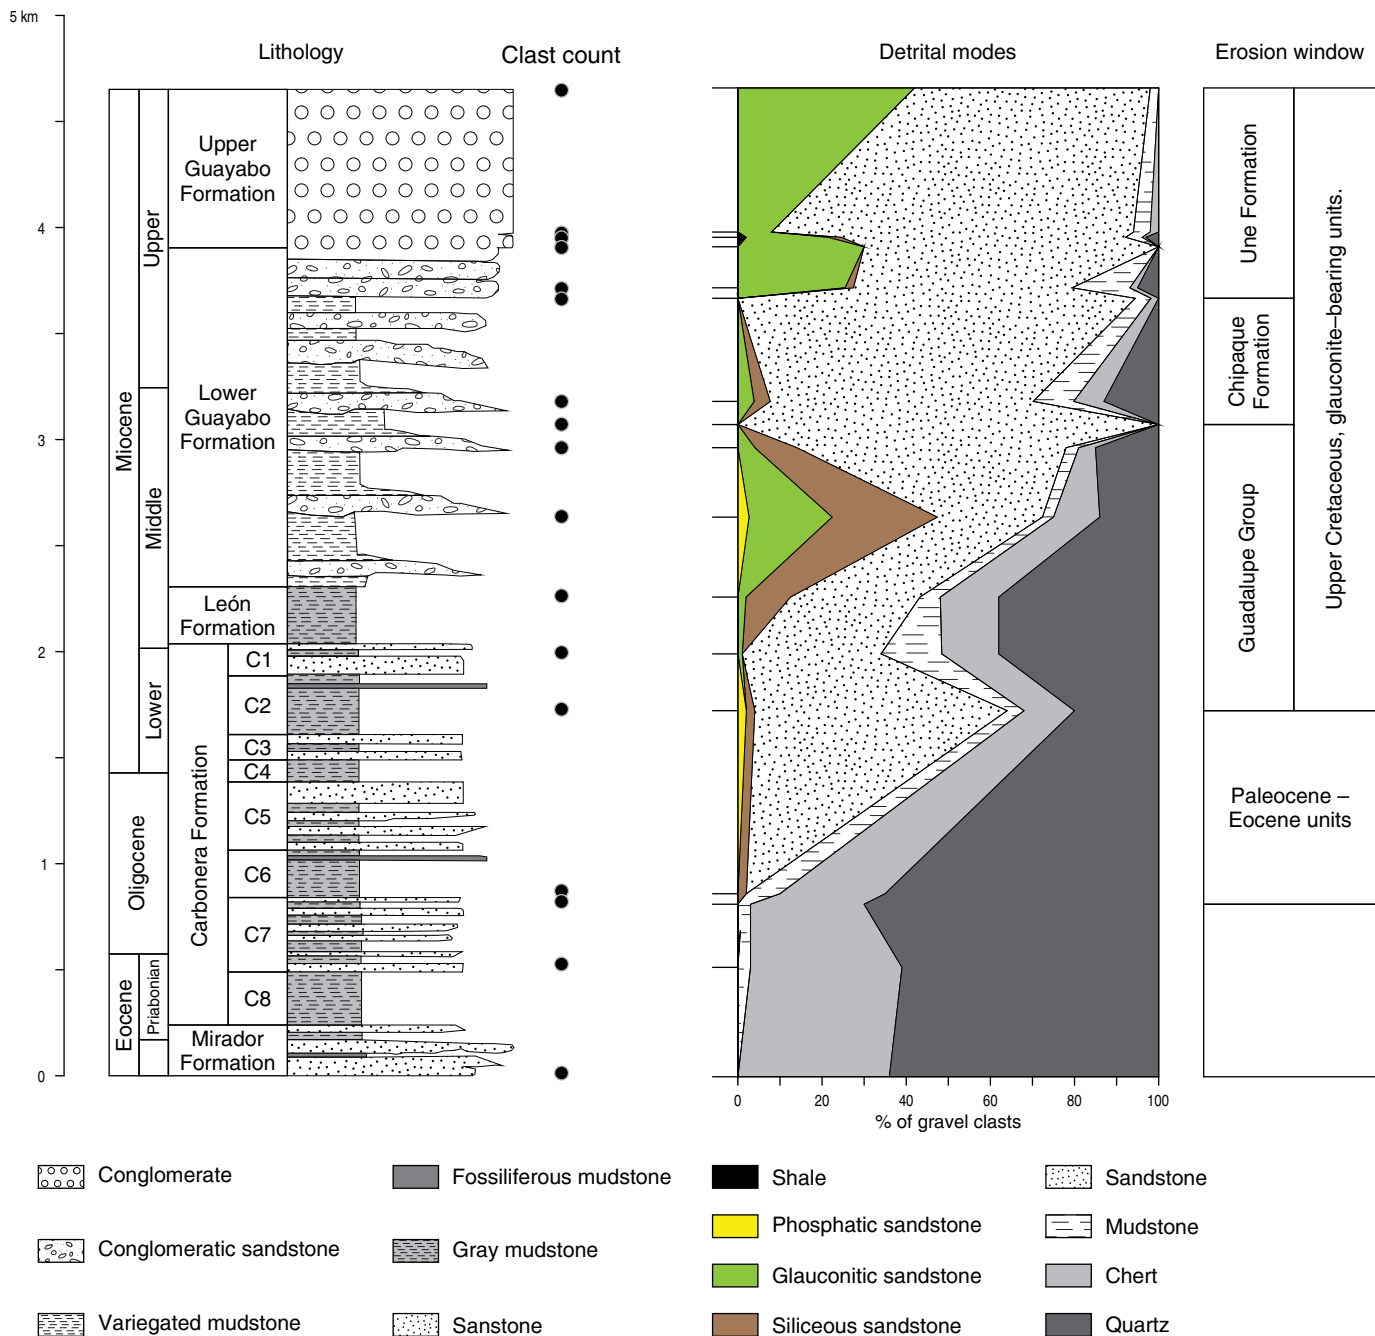 5 km
4
3
2
1
0
Lithology
Clast count
Detrital modes
Erosion window
Miocene
Oligocene
Eocene
Upper
Middle
Lower
Priabonian
Upper
Guayabo
Formation
Lower
Guayabo
Formation
León
Formation
Carbonera Formation
C1
C2
C3
C4
C5
C6
C7
C8
Mirador
Formation
0
20
40
60
80
100
% of gravel clasts
Une Formation
Chipaque
Formation
Guadalupe Group
Upper Cretaceous, glauconite–bearing units.
Paleocene –
Eocene units
Conglomerate
Conglomeratic sandstone
Variegated mudstone
Fossiliferous mudstone
Gray mudstone
Sanstone
Shale
Phosphatic sandstone
Glauconitic sandstone
Siliceous sandstone
Sandstone
Mudstone
Chert
Quartz